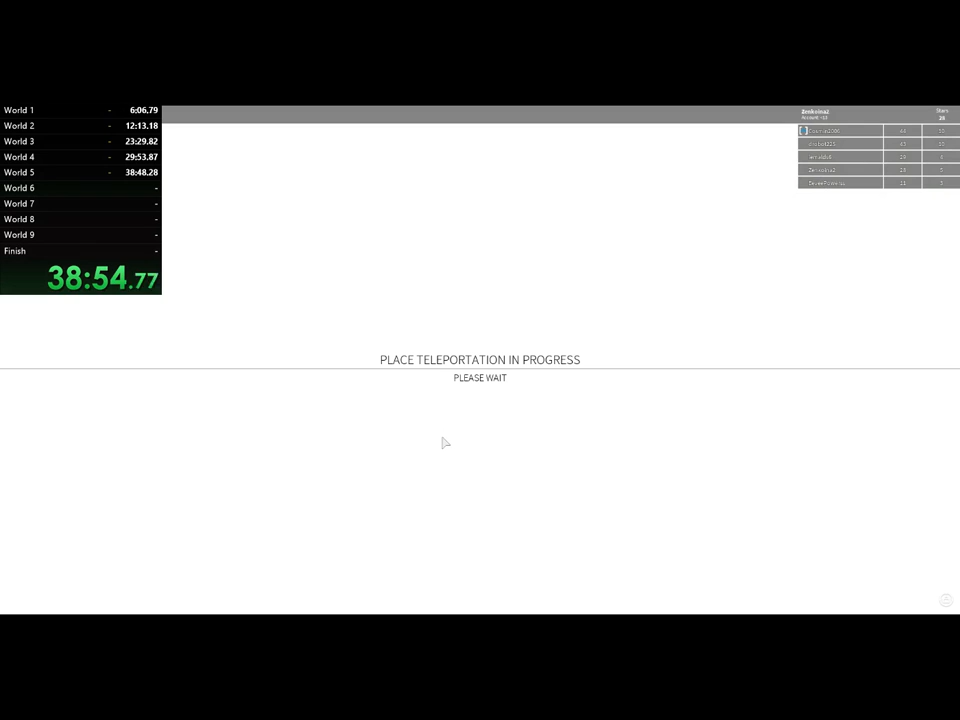 World 1 - 6:06.79
World 2 - 12:13.18
World 3 - 23:29.82
World 4 - 29:53.87
World 5 - 38:48.28
World 6 -
World 7 -
World 8 -
World 9 -
Finish -
38:54.77
Stars
26
PLACE TELEPORTATION IN PROGRESS
PLEASE WAIT